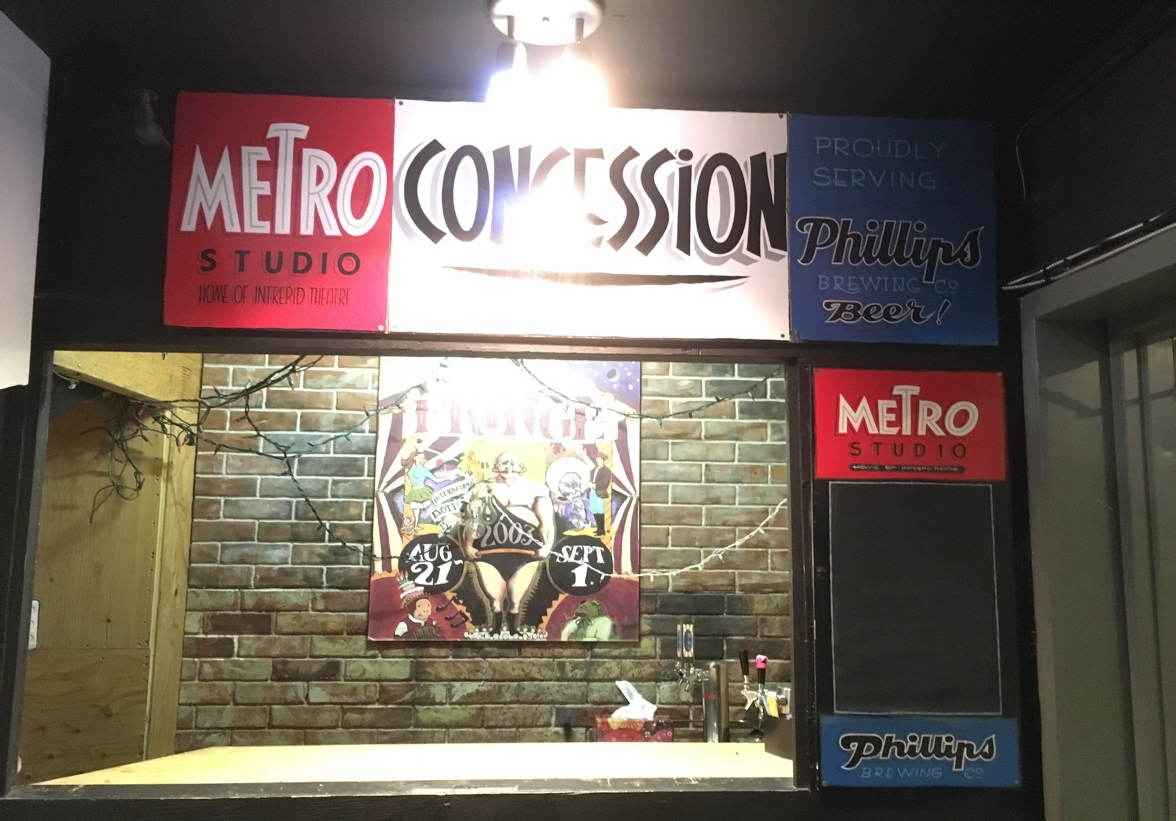 METRO
STUDIO
HOME OF INTREPID THEATRE
CONCESSION
PROUDLY
SERVING
Phillips
BREWING Co
Beer!
FRINGE
2003
AUG
21
SEPT
1
METRO
STUDIO
Phillips
BREWING Co